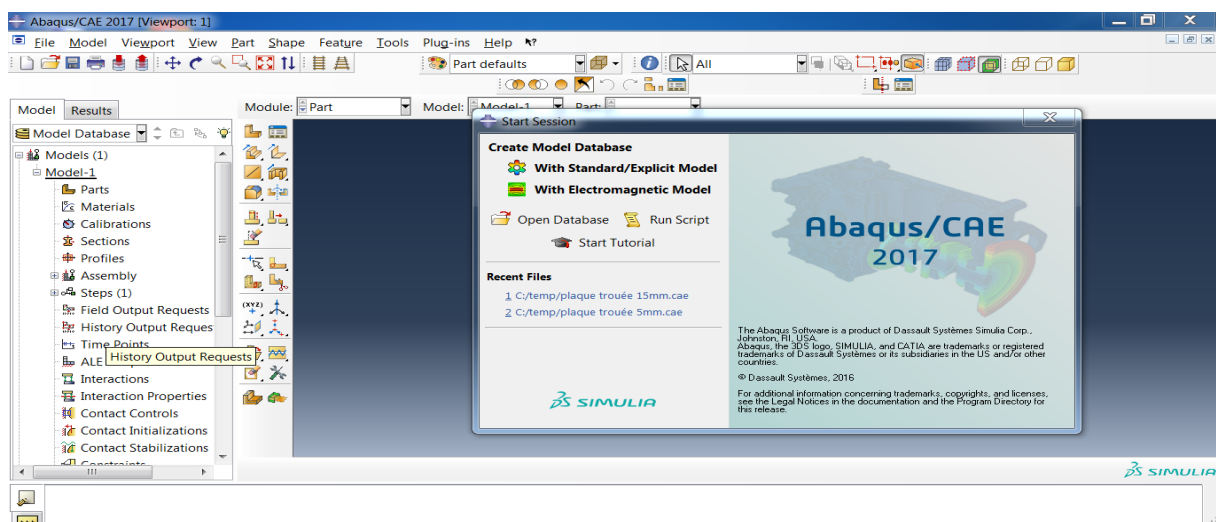 Abaqus/CAE 2017 [Viewport: 1]
File Model Viewport View Part Shape Feature Tools Plug-ins Help
Part defaults All
Model Results Module: Part Model: Model-1 Part:
Model Database
Models (1)
Model-1
Parts
Materials
Calibrations
Sections
Profiles
Assembly
Steps (1)
Field Output Requests
History Output Reques
Time Points
ALE
History Output Requests
Interactions
Interaction Properties
Contact Controls
Contact Initializations
Contact Stabilizations
Constraints
(XYZ)
Start Session
Create Model Database
With Standard/Explicit Model
With Electromagnetic Model
Open Database Run Script
Start Tutorial
Recent Files
1 C:/temp/plaque trouée 15mm.cae
2 C:/temp/plaque trouée 5mm.cae
SIMULIA
Abaqus/CAE
2017
The Abaqus Software is a product of Dassault Systèmes Simulia Corp.,
Johnston, RI, USA.
Abaqus, the 3DS logo, SIMULIA, and CATIA are trademarks or registered
trademarks of Dassault Systèmes or its subsidiaries in the US and/or other
countries.
© Dassault Systèmes, 2016
For additional information concerning trademarks, copyrights, and licenses,
see the Legal Notices in the documentation and the Program Directory for
this release.
SIMULIA